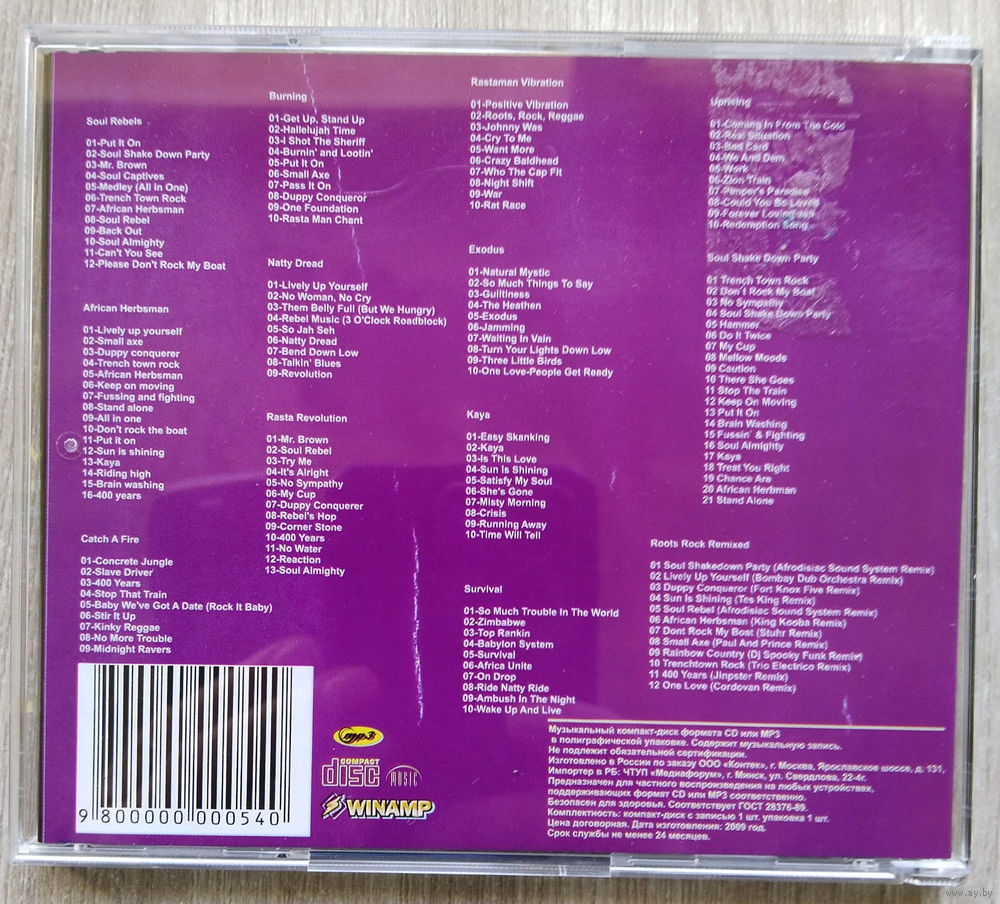 Soul Rebels
01-Put It On
02-Soul Shake Down Party
03-Mr. Brown
04-Soul Captives
05-Medley (All in One)
06-Trench Town Rock
07-African Herbsman
08-Soul Rebel
09-Back Out
10-Soul Almighty
11-Can't You See
12-Please Don't Rock My Boat
African Herbsman
01-Lively up yourself
02-Small axe
03-Duppy conquerer
04-Trench town rock
05-African Herbsman
06-Keep on moving
07-Fussing and fighting
08-Stand alone
09-All in one
10-Don't rock the boat
11-Put it on
12-Sun is shining
13-Kaya
14-Riding high
15-Brain washing
16-400 years
Catch A Fire
01-Concrete Jungle
02-Slave Driver
03-400 Years
04-Stop That Train
05-Baby We've Got A Date (Rock It Baby)
06-Stir It Up
07-Kinky Reggae
08-No More Trouble
09-Midnight Ravers
9 800000 000540
Burning
01-Get Up, Stand Up
02-Hallelujah Time
03-I Shot The Sheriff
04-Burnin' and Lootin'
05-Put It On
06-Small Axe
07-Pass It On
08-Duppy Conqueror
09-One Foundation
10-Rasta Man Chant
Natty Dread
01-Lively Up Yourself
02-No Woman, No Cry
03-Them Belly Full (But We Hungry)
04-Rebel Music (3 O'Clock Roadblock)
05-So Jah Seh
06-Natty Dread
07-Bend Down Low
08-Talkin' Blues
09-Revolution
Rasta Revolution
01-Mr. Brown
02-Soul Rebel
03-Try Me
04-It's Alright
05-No Sympathy
06-My Cup
07-Duppy Conquerer
08-Rebel's Hop
09-Corner Stone
10-400 Years
11-No Water
12-Reaction
13-Soul Almighty
mp3
COMPACT
disc MUSIC
WINAMP
Rastaman Vibration
01-Positive Vibration
02-Roots, Rock, Reggae
03-Johnny Was
04-Cry To Me
05-Want More
06-Crazy Baldhead
07-Who The Cap Fit
08-Night Shift
09-War
10-Rat Race
Exodus
01-Natural Mystic
02-So Much Things To Say
03-Guiltiness
04-The Heathen
05-Exodus
06-Jamming
07-Waiting In Vain
08-Turn Your Lights Down Low
09-Three Little Birds
10-One Love-People Get Ready
Kaya
01-Easy Skanking
02-Kaya
03-Is This Love
04-Sun Is Shining
05-Satisfy My Soul
06-She's Gone
07-Misty Morning
08-Crisis
09-Running Away
10-Time Will Tell
Survival
01-So Much Trouble In The World
02-Zimbabwe
03-Top Rankin
04-Babylon System
05-Survival
06-Africa Unite
07-On Drop
08-Ride Natty Ride
09-Ambush In The Night
10-Wake Up And Live
Uprising
01-Coming In From The Cold
02-Real Situation
03-Bad Card
04-We And Dem
05-Work
06-Zion Train
07-Pimper's Paradise
08-Could You Be Loved
09-Forever Loving Jah
10-Redemption Song
Soul Shake Down Party
01 Trench Town Rock
02 Don't Rock My Boat
03 No Sympathy
04 Soul Shake Down Party
05 Hammer
06 Do It Twice
07 My Cup
08 Mellow Moods
09 Caution
10 There She Goes
11 Stop The Train
12 Keep On Moving
13 Put It On
14 Brain Washing
15 Fussin' & Fighting
16 Soul Almighty
17 Kaya
18 Treat You Right
19 Chance Are
20 African Herbman
21 Stand Alone
Roots Rock Remixed
01 Soul Shakedown Party (Afrodisiac Sound System Remix)
02 Lively Up Yourself (Bombay Dub Orchestra Remix)
03 Duppy Conqueror (Fort Knox Five Remix)
04 Sun Is Shining (Tes King Remix)
05 Soul Rebel (Afrodisiac Sound System Remix)
06 African Herbsman (King Kooba Remix)
07 Dont Rock My Boat (Stuhr Remix)
08 Small Axe (Paul And Prince Remix)
09 Rainbow Country (Dj Spooky Funk Remix)
10 Trenchtown Rock (Trio Electrico Remix)
11 400 Years (Jinpster Remix)
12 One Love (Cordovan Remix)
Музыкальный компакт-диск формата CD или MP3
в полиграфической упаковке. Содержит музыкальную запись.
Не подлежит обязательной сертификации.
Изготовлено в России по заказу ООО «Контек», г. Москва, Ярославское шоссе, д. 131,
Импортер в РБ: ЧТУП «Медиафорум», г. Минск, ул. Свердлова, 22-4г.
Предназначен для частного воспроизведения на любых устройствах,
поддерживающих формат CD или MP3 соответственно.
Безопасен для здоровья. Соответствует ГОСТ 28376-89.
Комплектность: компакт-диск с записью 1 шт. упаковка 1 шт.
Цена договорная. Дата изготовления: 2009 год.
Срок службы не менее 24 месяцев.
www.ay.by